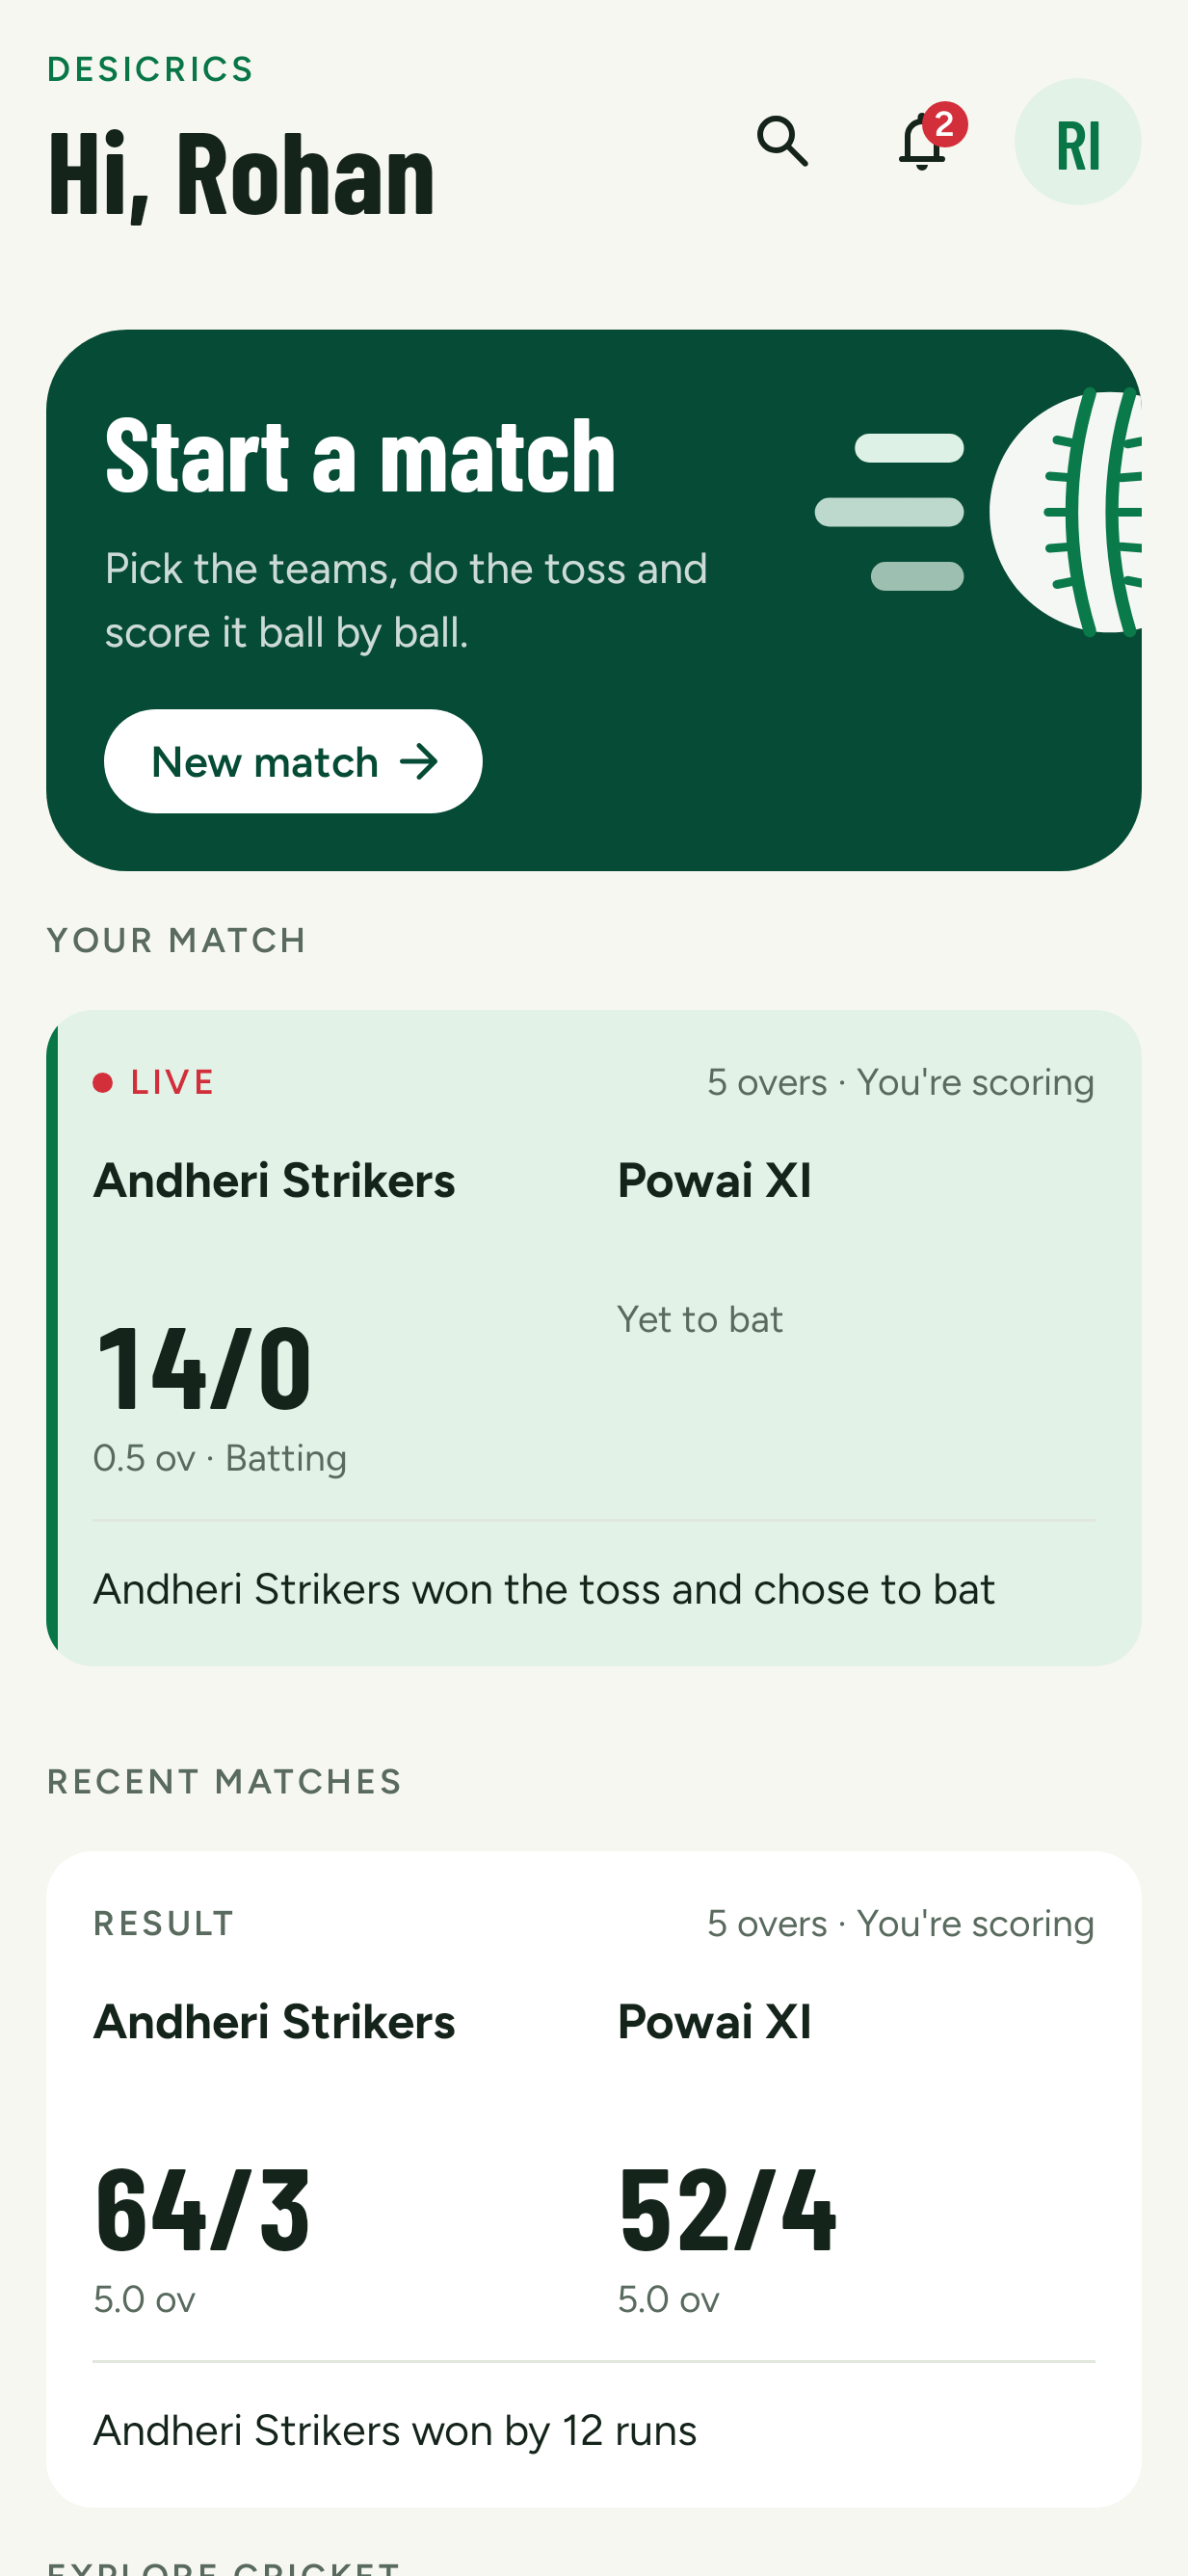 DESICRICS
Hi, Rohan
2
RI
Start a match
Pick the teams, do the toss and
score it ball by ball.
New match →
YOUR MATCH
LIVE
5 overs · You're scoring
Andheri Strikers
Powai XI
14/0
Yet to bat
0.5 ov · Batting
Andheri Strikers won the toss and chose to bat
RECENT MATCHES
RESULT
5 overs · You're scoring
Andheri Strikers
Powai XI
64/3
52/4
5.0 ov
5.0 ov
Andheri Strikers won by 12 runs
EXPLORE CRICKET